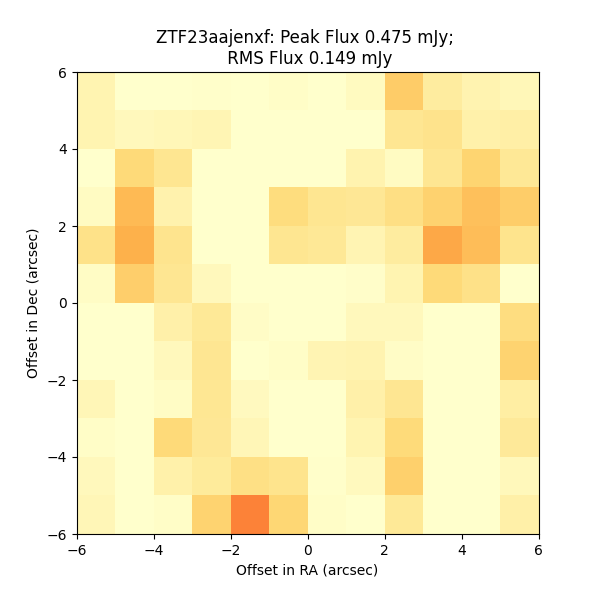 ZTF23aajenxf: Peak Flux 0.475 mJy;
RMS Flux 0.149 mJy
6
4
2
0
−2
−4
−6
Offset in Dec (arcsec)
−6 −4 −2 0 2 4 6
Offset in RA (arcsec)